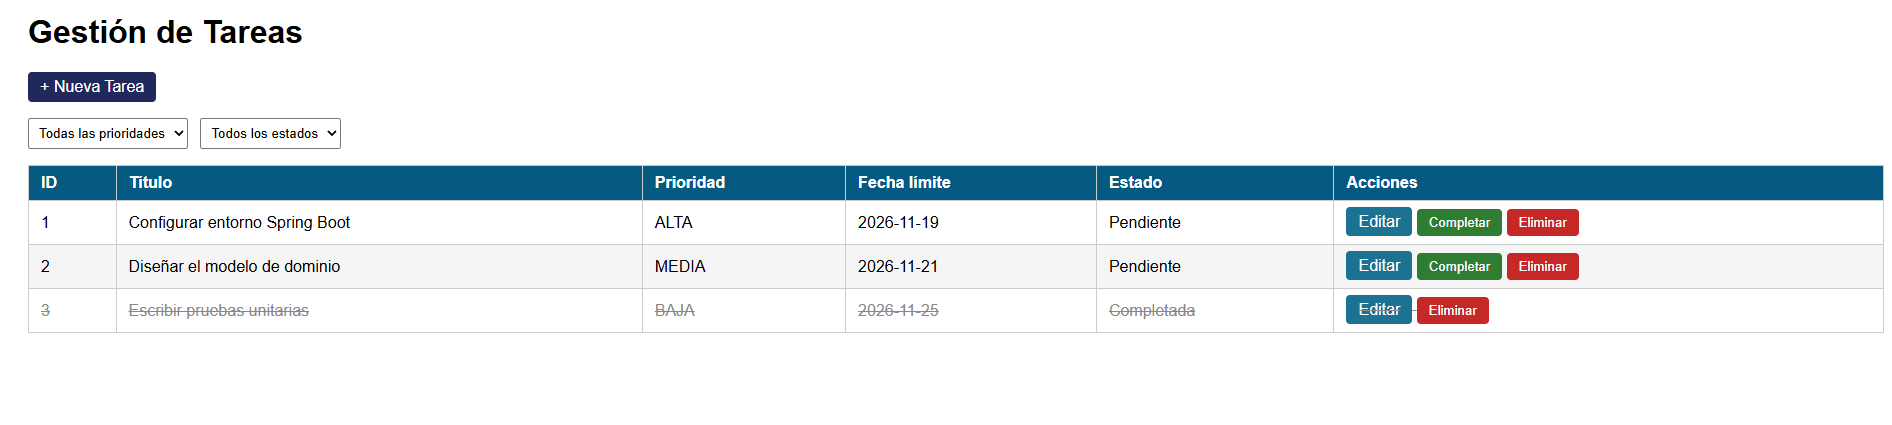 Gestión de Tareas
+ Nueva Tarea
Todas las prioridades Todos los estados
ID Título Prioridad Fecha límite Estado Acciones
1 Configurar entorno Spring Boot ALTA 2026-11-19 Pendiente Editar Completar Eliminar
2 Diseñar el modelo de dominio MEDIA 2026-11-21 Pendiente Editar Completar Eliminar
3 Escribir pruebas unitarias BAJA 2026-11-25 Completada Editar Eliminar